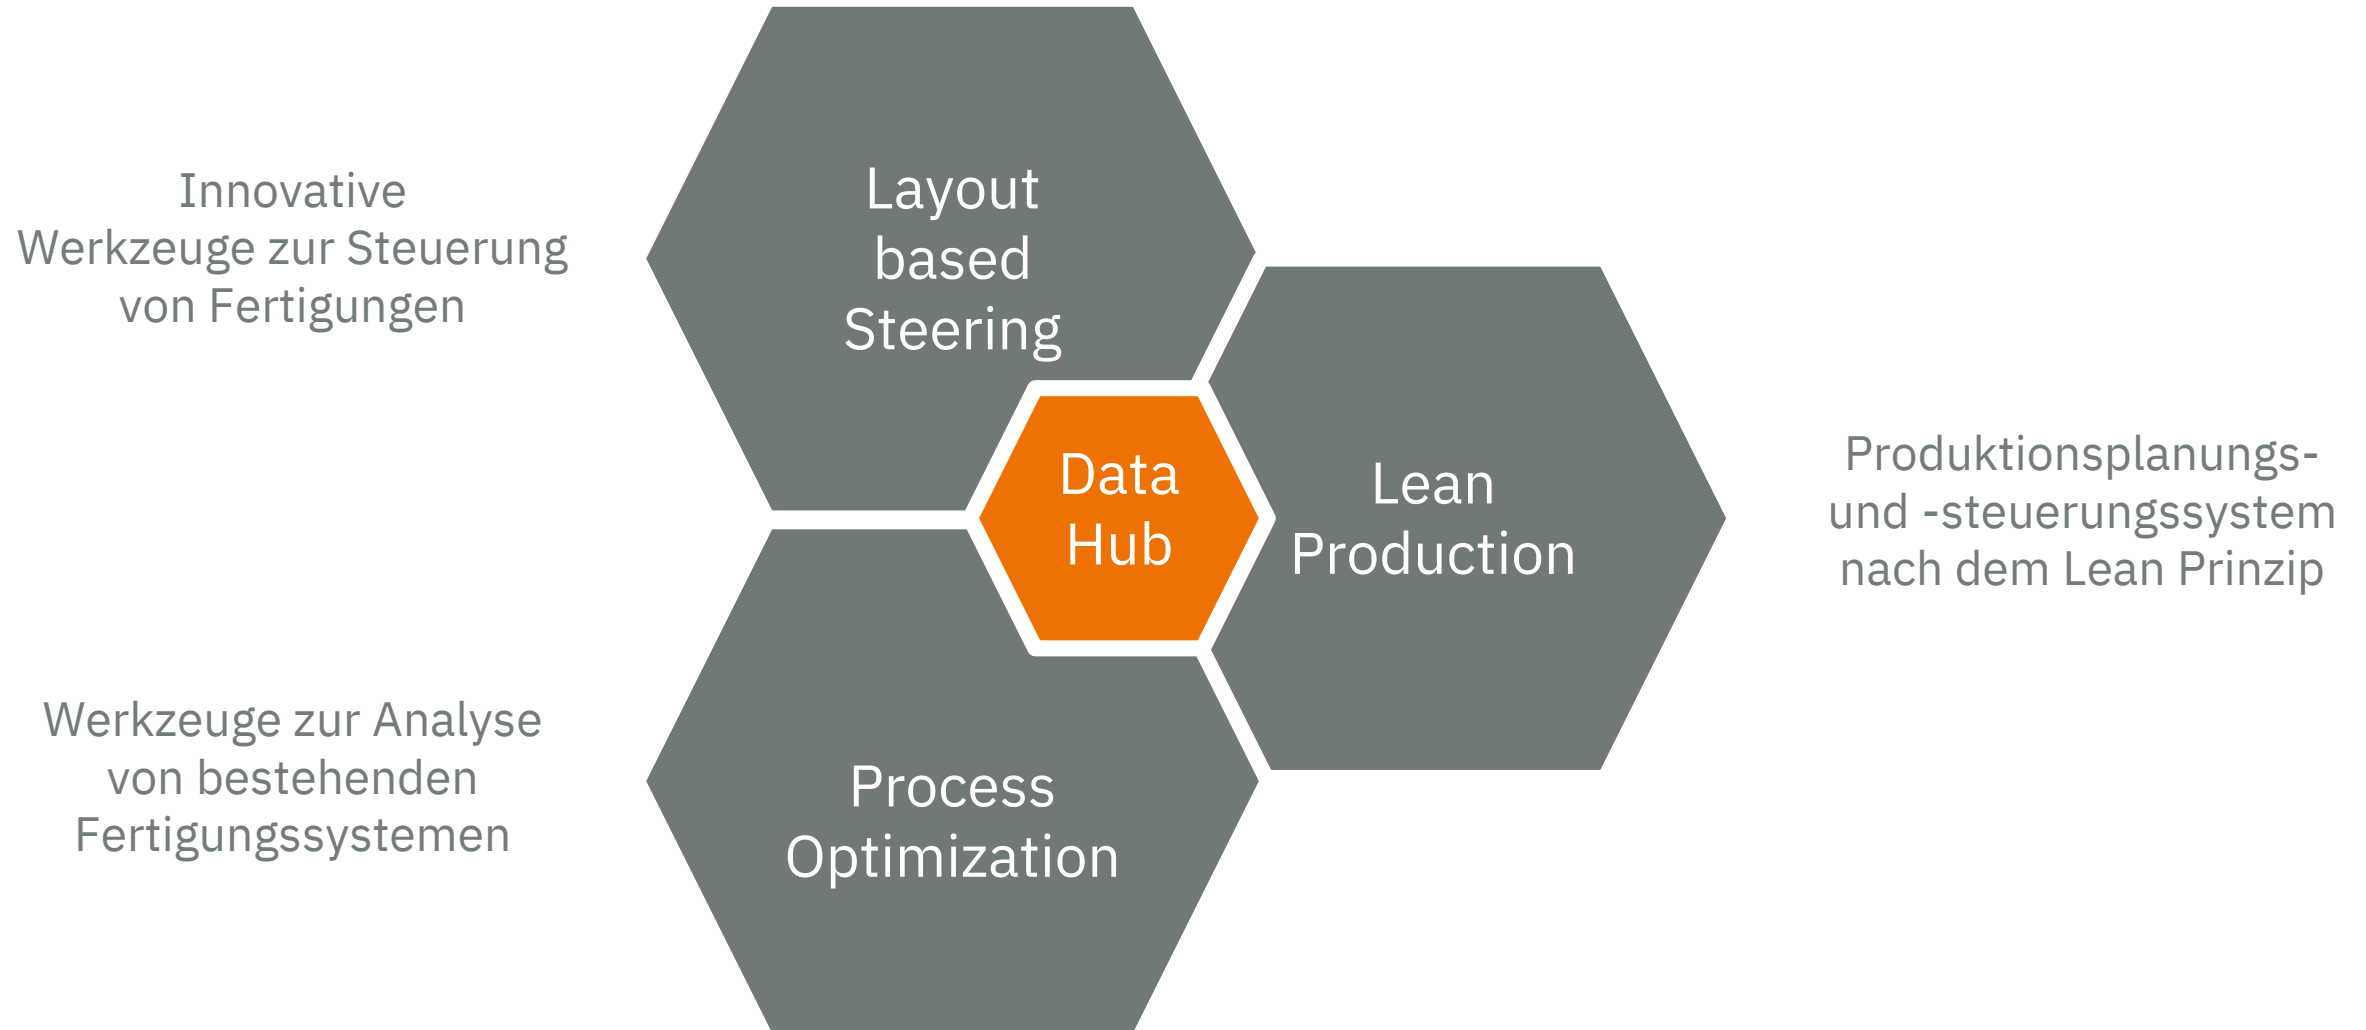 Innovative
Werkzeuge zur Steuerung
von Fertigungen
Layout
based
Steering
Data
Hub
Lean
Production
Produktionsplanungs-
und -steuerungssystem
nach dem Lean Prinzip
Werkzeuge zur Analyse
von bestehenden
Fertigungssystemen
Process
Optimization